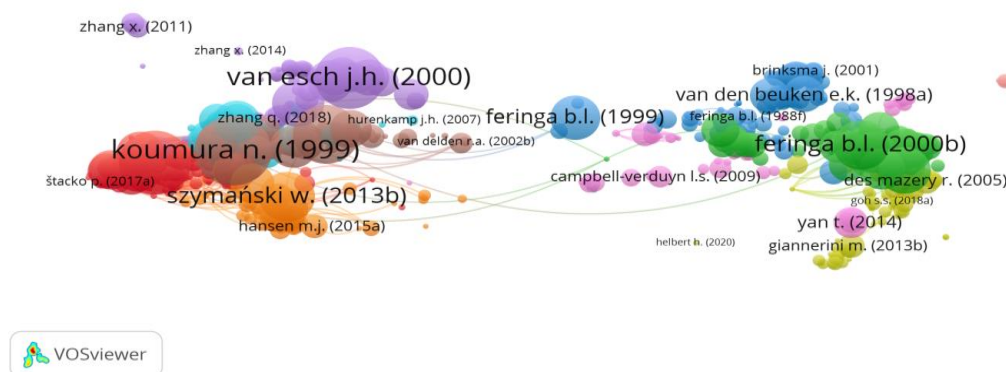 zhang x. (2011)
zhang x. (2014)
van esch j.h. (2000)
brinksma j. (2001)
van den beuken e.k. (1998a)
zhang q. (2018)
hurenkamp j.h. (2007)
feringa b.l. (1999)
feringa b.l. (1988f)
koumura n. (1999)
van delden r.a. (2002b)
feringa b.l. (2000b)
štacko p. (2017a)
campbell-verduyn l.s. (2009)
des mazery r. (2005)
szymański w. (2013b)
goh s.s. (2018a)
hansen m.j. (2015a)
yan t. (2014)
helbert h. (2020)
giannerini m. (2013b)
VOSviewer